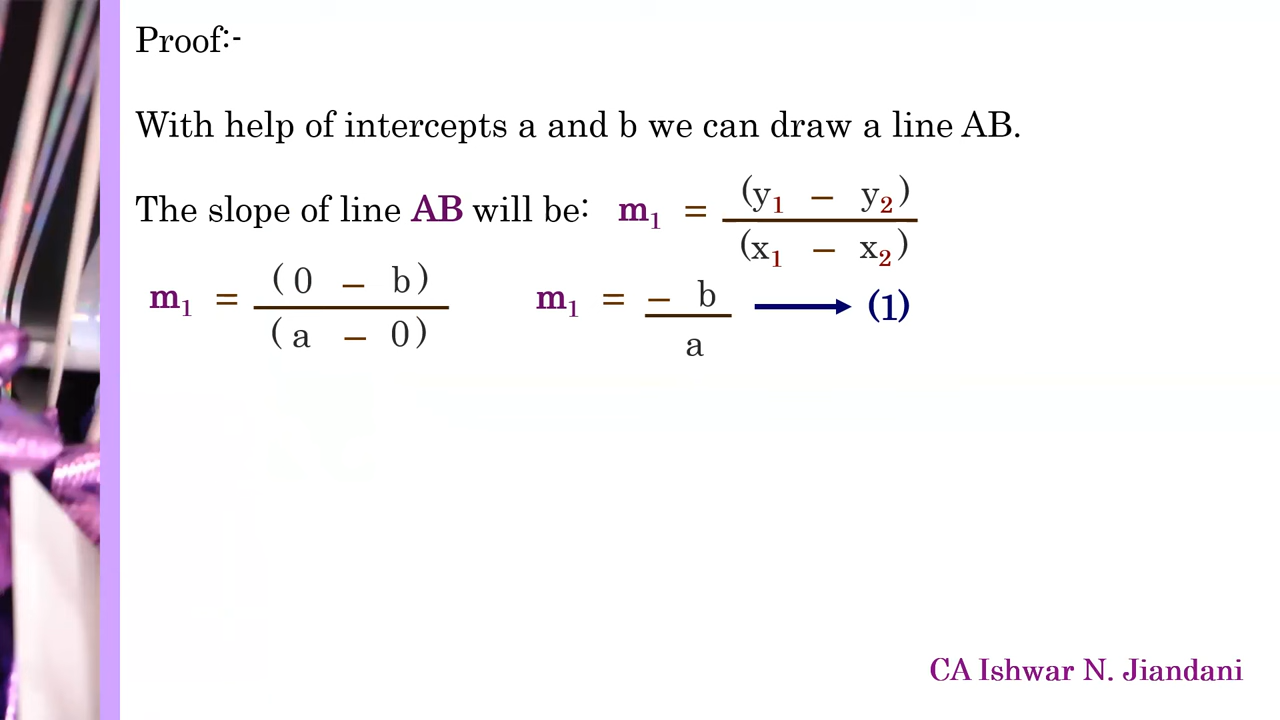 Proof:-
With help of intercepts a and b we can draw a line AB.
The slope of line AB will be: m₁ = (y₁ − y₂) / (x₁ − x₂)
m₁ = (0 − b) / (a − 0) m₁ = − b / a → (1)
CA Ishwar N. Jiandani